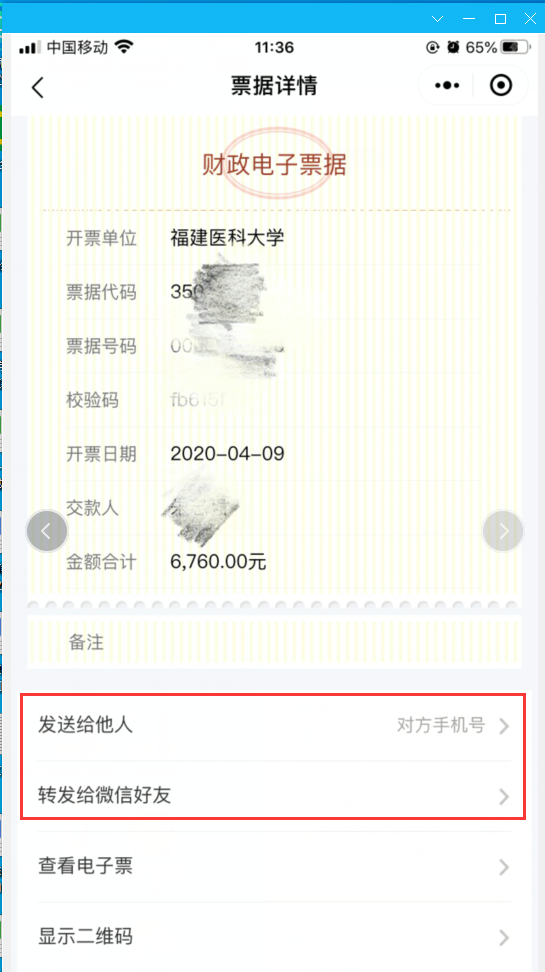 中国移动 11:36 65%
票据详情
财政电子票据
开票单位 福建医科大学
票据代码 350
票据号码 00
校验码 fb615f
开票日期 2020-04-09
交款人
金额合计 6,760.00元
备注
发送给他人 对方手机号
转发给微信好友
查看电子票
显示二维码